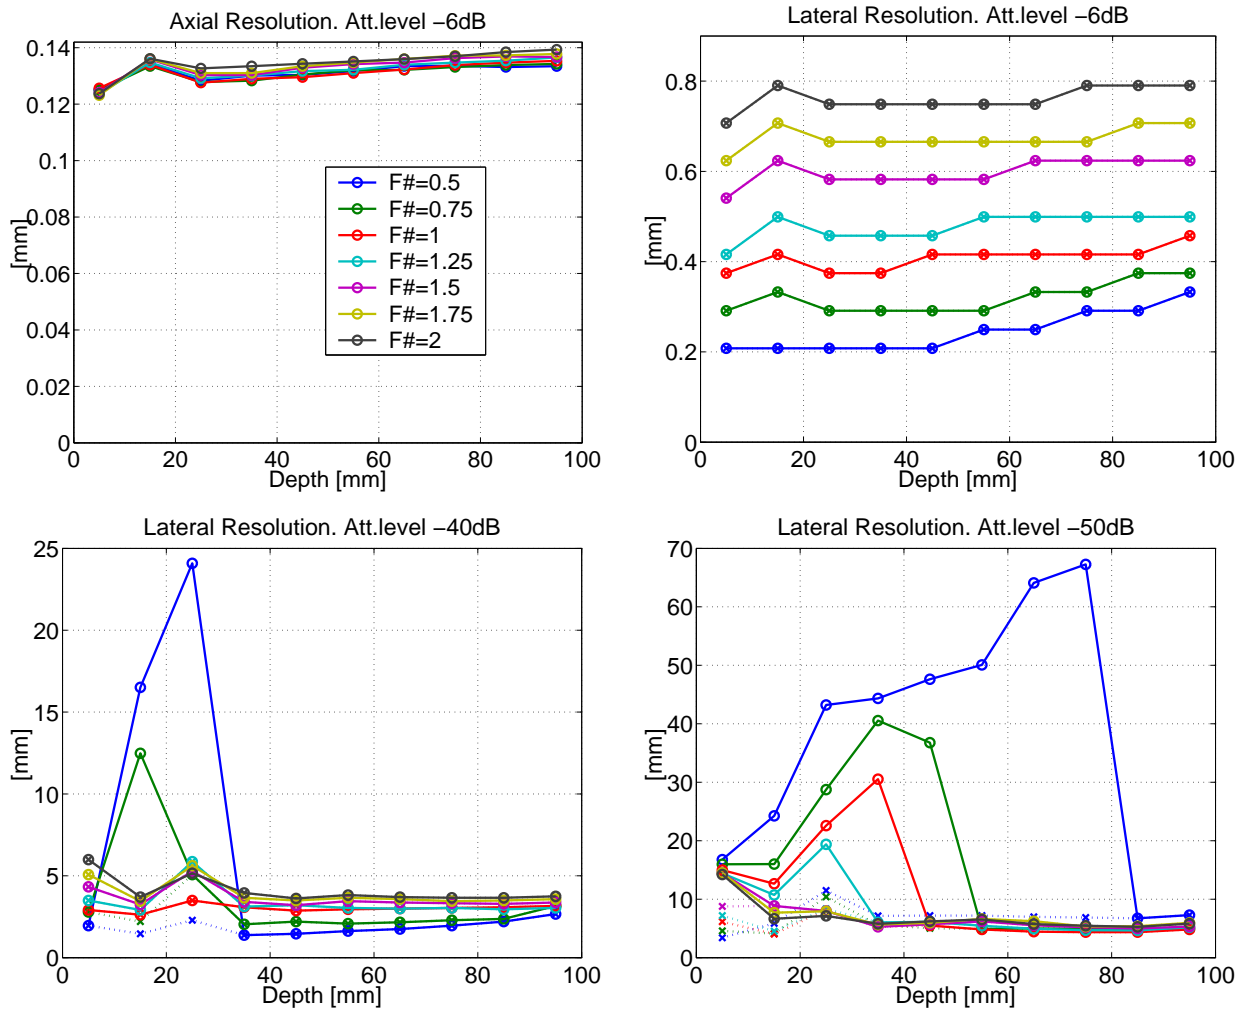 Axial Resolution. Att.level −6dB
0.14
0.12
0.1
0.08
0.06
0.04
0.02
0
[mm]
F#=0.5
F#=0.75
F#=1
F#=1.25
F#=1.5
F#=1.75
F#=2
0 20 40 60 80 100
Depth [mm]
Lateral Resolution. Att.level −6dB
0.8
0.6
0.4
0.2
0
[mm]
0 20 40 60 80 100
Depth [mm]
Lateral Resolution. Att.level −40dB
25
20
15
10
5
0
[mm]
0 20 40 60 80 100
Depth [mm]
Lateral Resolution. Att.level −50dB
70
60
50
40
30
20
10
0
[mm]
0 20 40 60 80 100
Depth [mm]